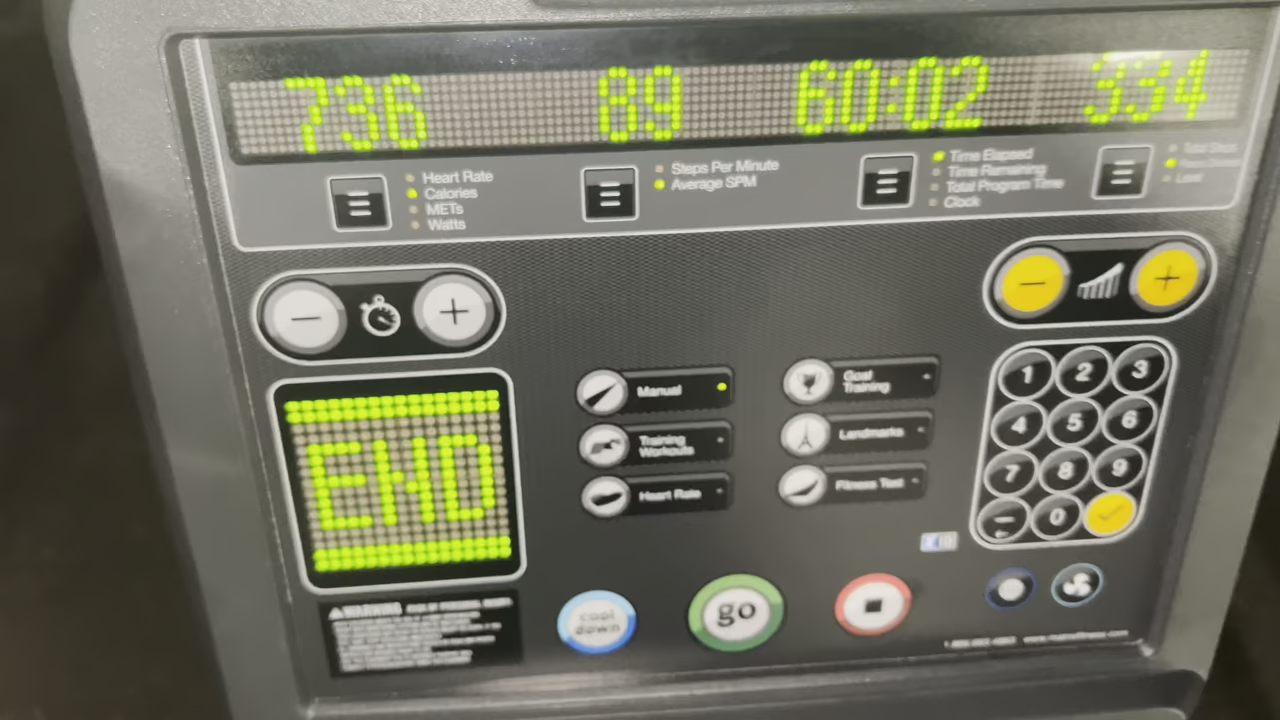 736 89 60:02 334
Heart Rate
Calories
METs
Watts
Steps Per Minute
Average SPM
Time Elapsed
Time Remaining
Total Program Time
Clock
Total Steps
Level
Manual
Training
Workouts
Heart Rate
Goal
Training
Landmarks
Fitness Test
1 2 3
4 5 6
7 8 9
0
END
WARNING
cool
down
go